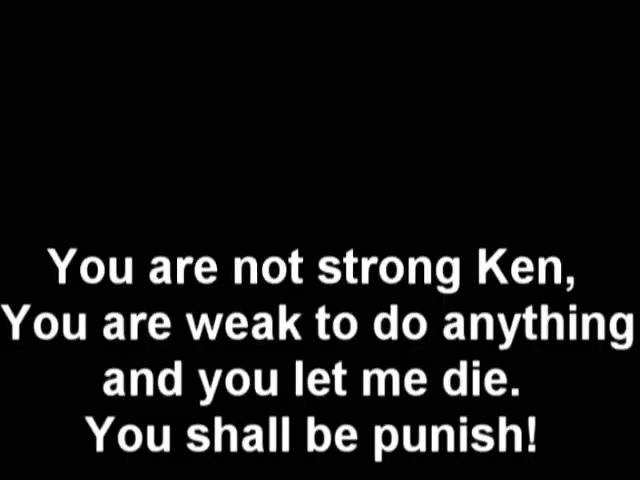 You are not strong Ken,
You are weak to do anything
and you let me die.
You shall be punish!